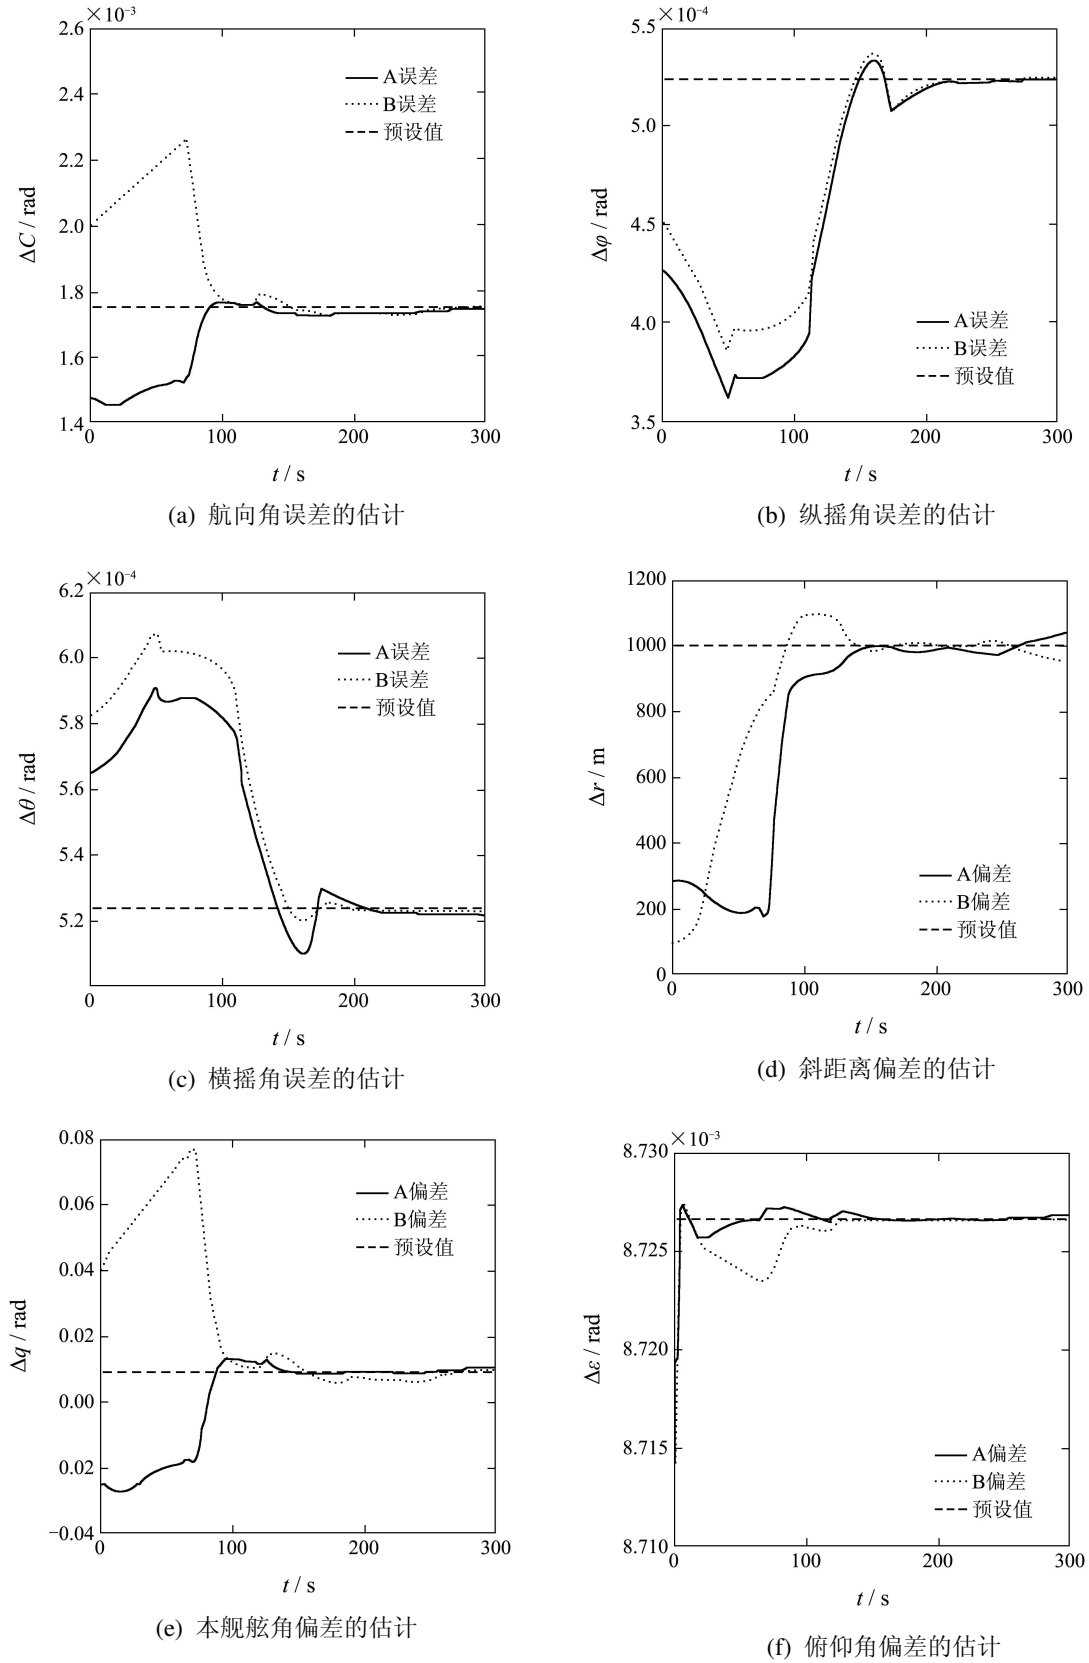 ×10⁻³
2.6
2.4
2.2
2.0
1.8
1.6
1.4
ΔC / rad
A误差
B误差
预设值
0 100 200 300
t / s
(a) 航向角误差的估计
×10⁻⁴
5.5
5.0
4.5
4.0
3.5
Δφ / rad
A误差
B误差
预设值
0 100 200 300
t / s
(b) 纵摇角误差的估计
×10⁻⁴
6.2
6.0
5.8
5.6
5.4
5.2
Δθ / rad
A误差
B误差
预设值
0 100 200 300
t / s
(c) 横摇角误差的估计
1200
1000
800
600
400
200
0
Δr / m
A偏差
B偏差
预设值
0 100 200 300
t / s
(d) 斜距离偏差的估计
0.08
0.06
0.04
0.02
0.00
0.02
−0.04
Δq / rad
A偏差
B偏差
预设值
0 100 200 300
t / s
(e) 本舰舷角偏差的估计
×10⁻³
8.730
8.725
8.720
8.715
8.710
Δε / rad
A偏差
B偏差
预设值
0 100 200 300
t / s
(f) 俯仰角偏差的估计